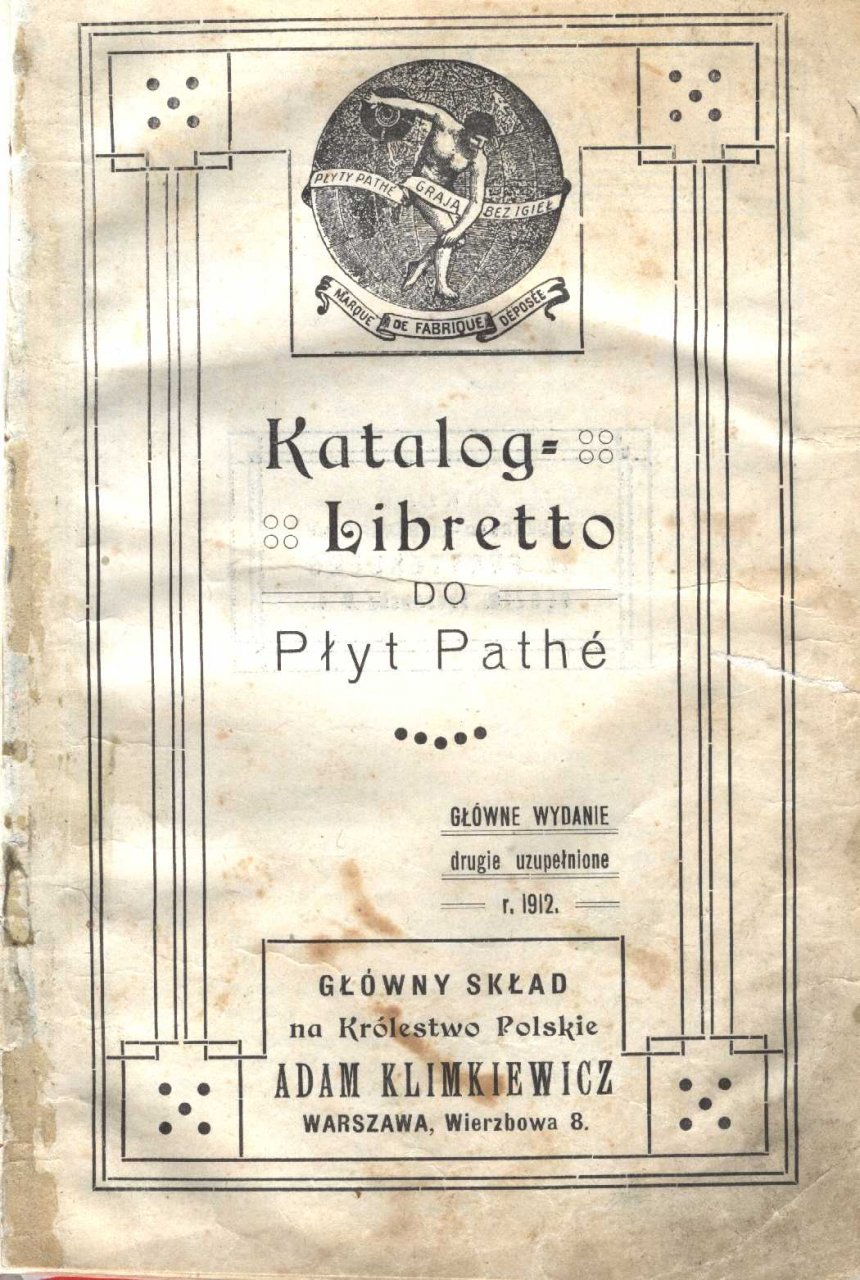 PŁYTY PATHÉ GRAJĄ BEZ IGIEŁ
MARQUE DE FABRIQUE DÉPOSÉE
Katalog-
Libretto
DO
Płyt Pathé
GŁÓWNE WYDANIE
drugie uzupełnione
r. 1912.
GŁÓWNY SKŁAD
na Królestwo Polskie
ADAM KLIMKIEWICZ
WARSZAWA, Wierzbowa 8.